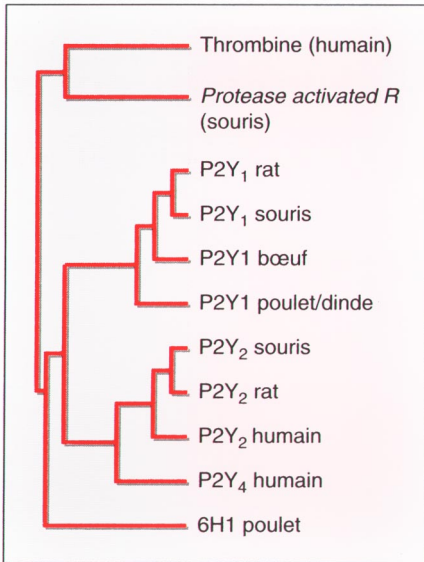 Thrombine (humain)
Protease activated R
(souris)
P2Y₁ rat
P2Y₁ souris
P2Y1 bœuf
P2Y1 poulet/dinde
P2Y₂ souris
P2Y₂ rat
P2Y₂ humain
P2Y₄ humain
6H1 poulet